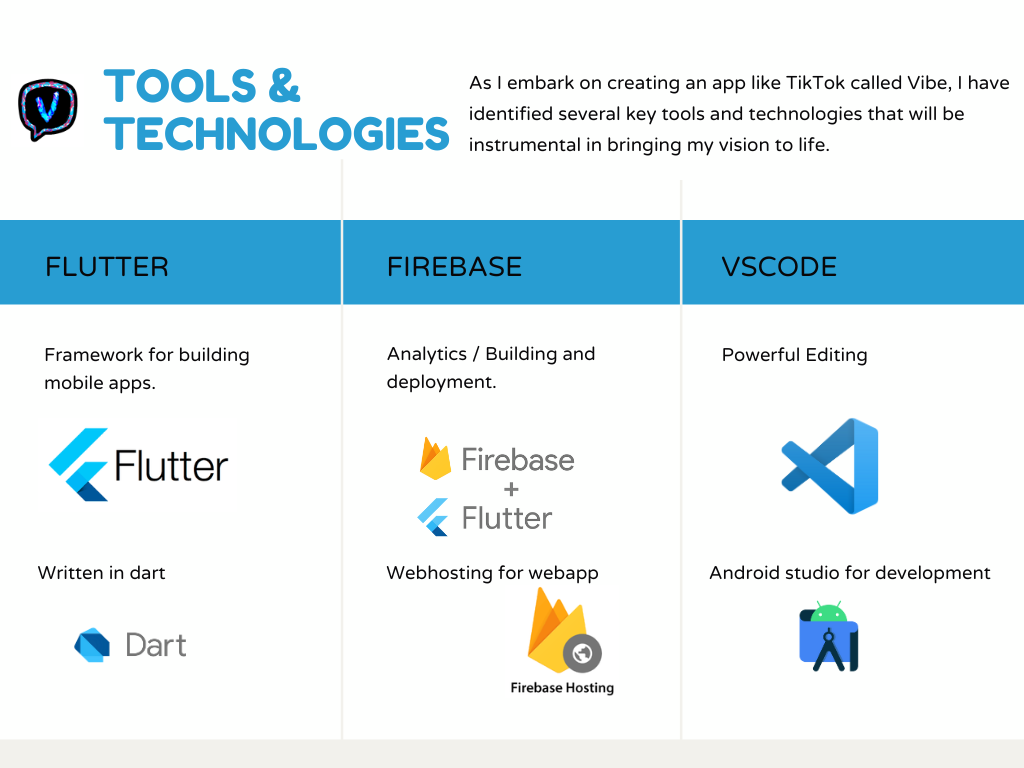 V
TOOLS &
TECHNOLOGIES
As I embark on creating an app like TikTok called Vibe, I have
identified several key tools and technologies that will be
instrumental in bringing my vision to life.
FLUTTER
Framework for building
mobile apps.
Flutter
Written in dart
Dart
FIREBASE
Analytics / Building and
deployment.
Firebase
+
Flutter
Webhosting for webapp
Firebase Hosting
VSCODE
Powerful Editing
Android studio for development